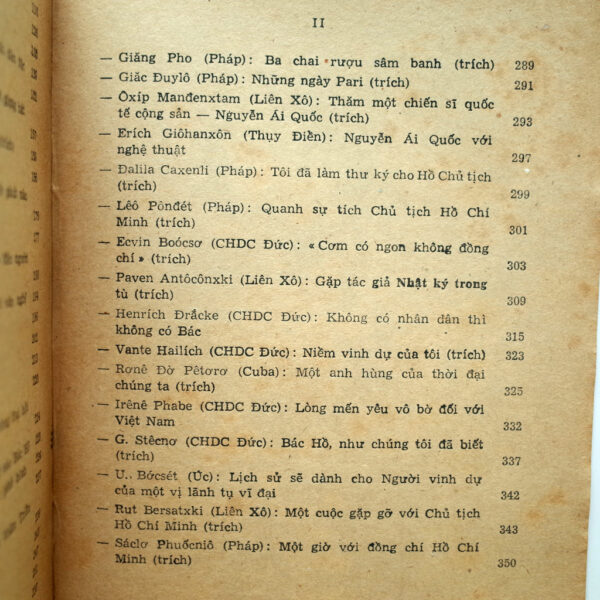 II
— Giăng Pho (Pháp): Ba chai rượu sâm banh (trích) 289
— Giăc Đuylô (Pháp): Những ngày Pari (trích) 291
— Ôxíp Manđenxtam (Liên Xô): Thăm một chiến sĩ quốc
tế cộng sản — Nguyễn Ái Quốc (trích) 293
— Erích Giôhanxôn (Thụy Điển): Nguyễn Ái Quốc với
nghệ thuật 297
— Đalila Caxenli (Pháp): Tôi đã làm thư ký cho Hồ Chủ tịch
(trích) 299
— Lêô Pônđét (Pháp): Quanh sự tích Chủ tịch Hồ Chí
Minh (trích) 301
— Ecvin Boócsơ (CHDC Đức): « Cơm có ngon không đồng
chí » (trích) 303
— Paven Antôcônxki (Liên Xô): Gặp tác giả Nhật ký trong
tù (trích) 309
— Henrích Đrắcke (CHDC Đức): Không có nhân dân thì
không có Bác 315
— Vante Hailích (CHDC Đức): Niềm vinh dự của tôi (trích) 323
— Rơnê Đờ Pêtơrơ (Cuba): Một anh hùng của thời đại
chúng ta (trích) 325
— Irênê Phabe (CHDC Đức): Lòng mến yêu vô bờ đối với
Việt Nam 332
— G. Stêcnơ (CHDC Đức): Bác Hồ, như chúng tôi đã biết
(trích) 337
— U. Bớcsét (Úc): Lịch sử sẽ dành cho Người vinh dự
của một vị lãnh tụ vĩ đại 342
— Rut Bersatxki (Liên Xô): Một cuộc gặp gỡ với Chủ tịch
Hồ Chí Minh (trích) 343
— Sáclơ Phuốcniô (Pháp): Một giờ với đồng chí Hồ Chí
Minh (trích) 350